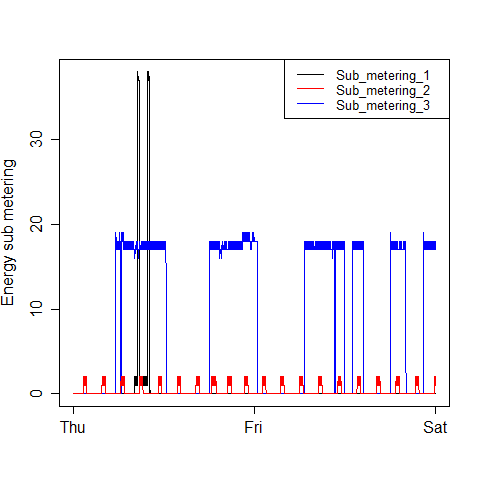 Sub_metering_1
Sub_metering_2
Sub_metering_3
Energy sub metering
30
20
10
0
Thu
Fri
Sat